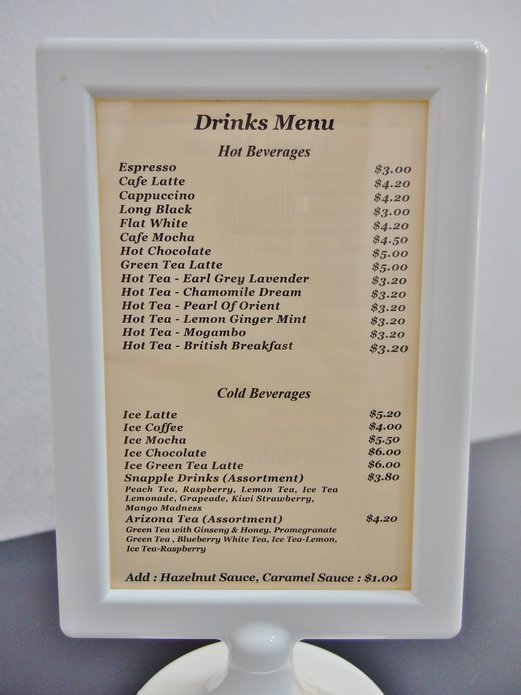 Drinks Menu
Hot Beverages
Espresso $3.00
Cafe Latte $4.20
Cappuccino $4.20
Long Black $3.00
Flat White $4.20
Cafe Mocha $4.50
Hot Chocolate $5.00
Green Tea Latte $5.00
Hot Tea - Earl Grey Lavender $3.20
Hot Tea - Chamomile Dream $3.20
Hot Tea - Pearl Of Orient $3.20
Hot Tea - Lemon Ginger Mint $3.20
Hot Tea - Mogambo $3.20
Hot Tea - British Breakfast $3.20
Cold Beverages
Ice Latte $5.20
Ice Coffee $4.00
Ice Mocha $5.50
Ice Chocolate $6.00
Ice Green Tea Latte $6.00
Snapple Drinks (Assortment) $3.80
Peach Tea, Raspberry, Lemon Tea, Ice Tea
Lemonade, Grapeade, Kiwi Strawberry,
Mango Madness
Arizona Tea (Assortment) $4.20
Green Tea with Ginseng & Honey, Promegranate
Green Tea , Blueberry White Tea, Ice Tea-Lemon,
Ice Tea-Raspberry
Add : Hazelnut Sauce, Caramel Sauce : $1.00